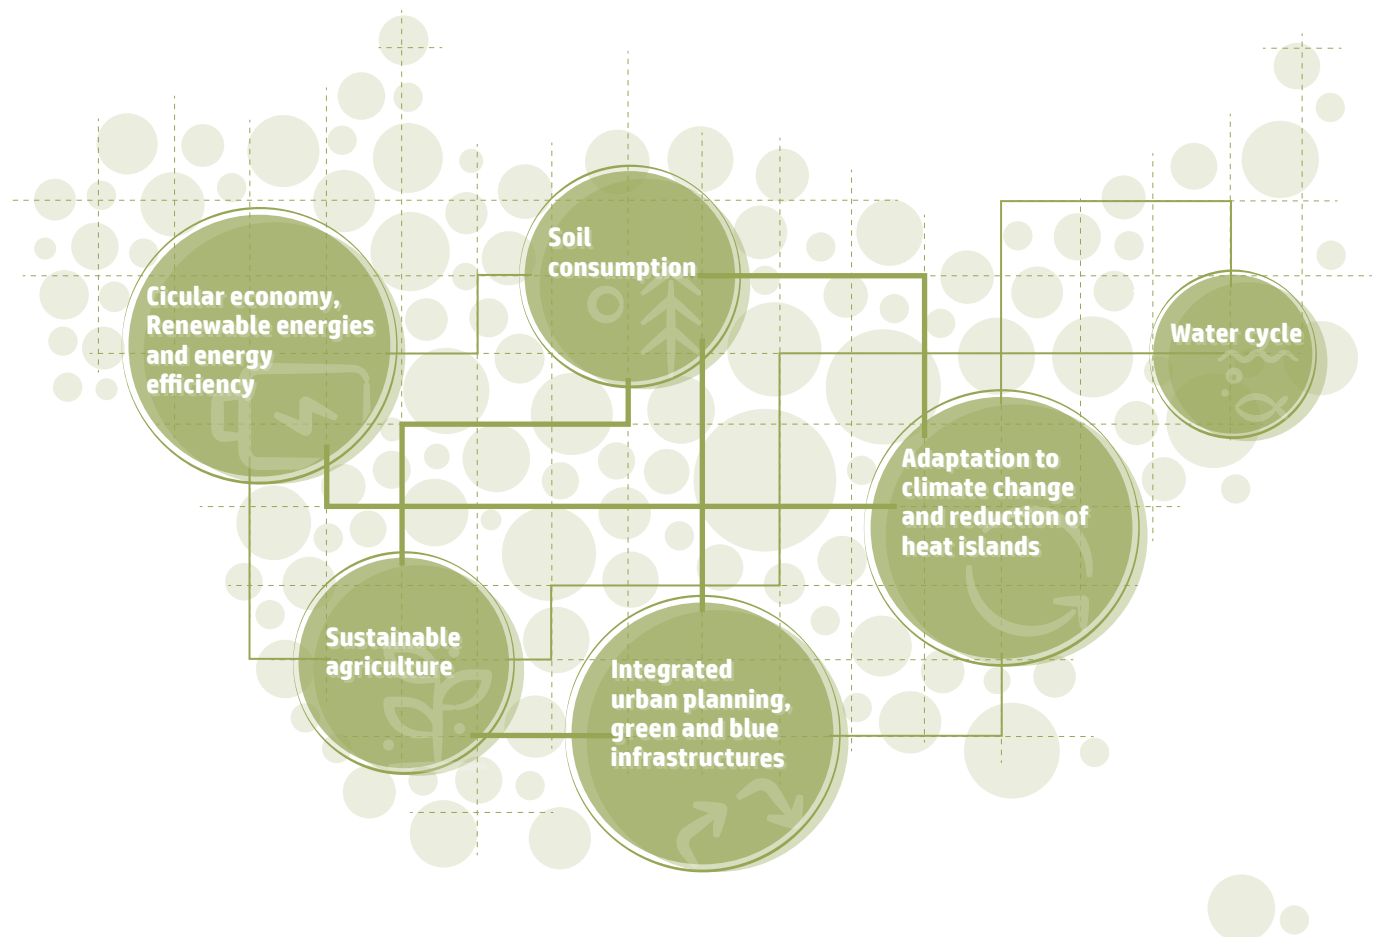 Soil
consumption
Cicular economy,
Renewable energies
and energy
efficiency
Water cycle
Adaptation to
climate change
and reduction of
heat islands
Sustainable
agriculture
Integrated
urban planning,
green and blue
infrastructures